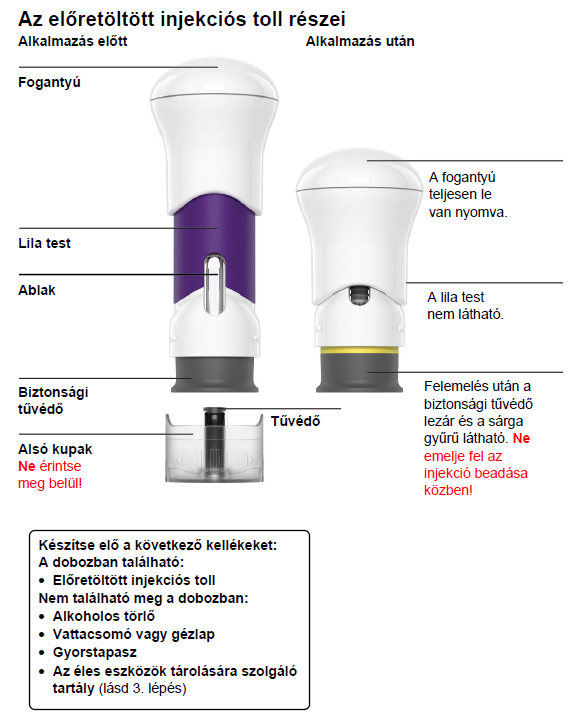 Az előretöltött injekciós toll részei
Alkalmazás előtt
Fogantyú
Lila test
Ablak
Biztonsági
tűvédő
Tűvédő
Alsó kupak
Ne érintse
meg belül!
Alkalmazás után
A fogantyú
teljesen le
van nyomva.
A lila test
nem látható.
Felemelés után a
biztonsági tűvédő
lezár és a sárga
gyűrű látható. Ne
emelje fel az
injekció beadása
közben!
Készítse elő a következő kellékeket:
A dobozban található:
• Előretöltött injekciós toll
Nem található meg a dobozban:
• Alkoholos törlő
• Vattacsomó vagy gézlap
• Gyorstapasz
• Az éles eszközök tárolására szolgáló
tartály (lásd 3. lépés)